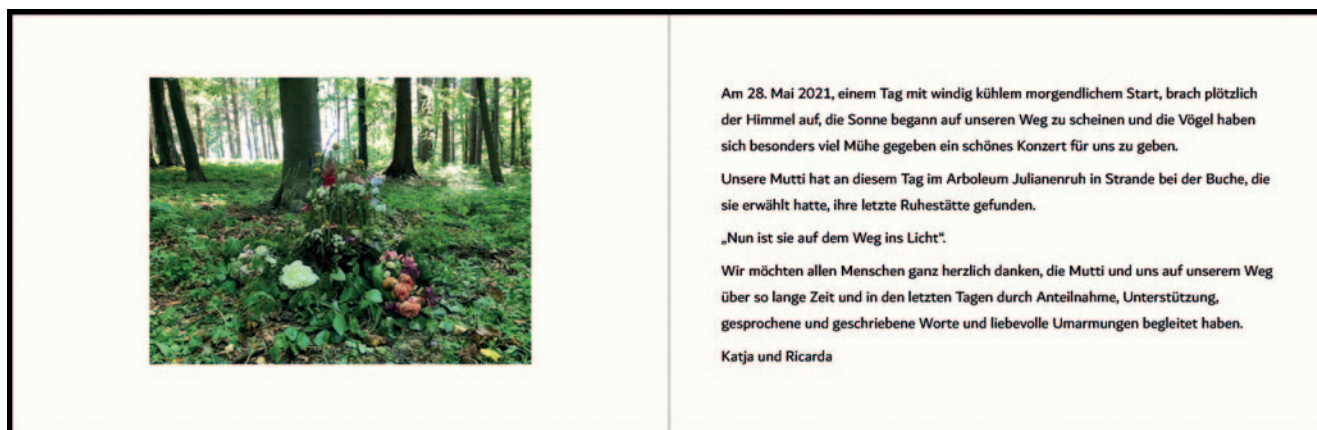 Am 28. Mai 2021, einem Tag mit windig kühlem morgendlichem Start, brach plötzlich
der Himmel auf, die Sonne begann auf unseren Weg zu scheinen und die Vögel haben
sich besonders viel Mühe gegeben ein schönes Konzert für uns zu geben.
Unsere Mutti hat an diesem Tag im Arboleum Julianenruh in Strande bei der Buche, die
sie erwählt hatte, ihre letzte Ruhestätte gefunden.
„Nun ist sie auf dem Weg ins Licht“.
Wir möchten allen Menschen ganz herzlich danken, die Mutti und uns auf unserem Weg
über so lange Zeit und in den letzten Tagen durch Anteilnahme, Unterstützung,
gesprochene und geschriebene Worte und liebevolle Umarmungen begleitet haben.
Katja und Ricarda